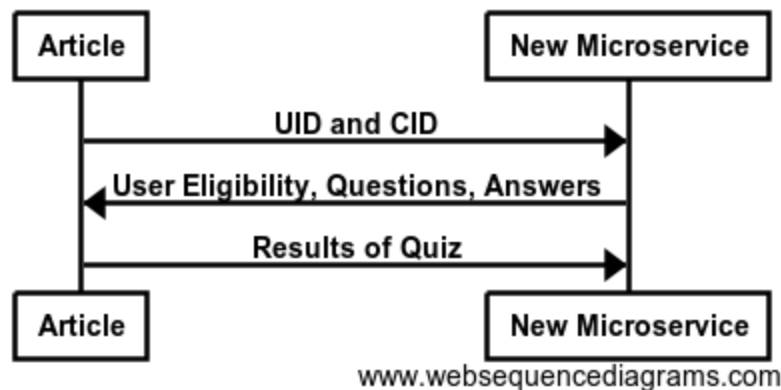 Article
New Microservice
UID and CID
User Eligibility, Questions, Answers
Results of Quiz
Article
New Microservice
www.websequencediagrams.com